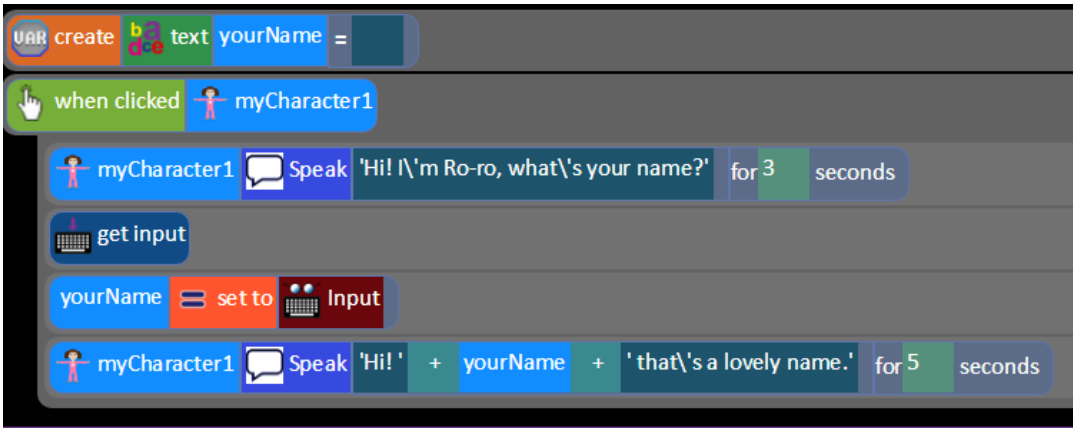 VAR create badce text yourName =
when clicked myCharacter1
myCharacter1 Speak 'Hi! I\'m Ro-ro, what\'s your name?' for 3 seconds
get input
yourName = set to Input
myCharacter1 Speak 'Hi! ' + yourName + ' that\'s a lovely name.' for 5 seconds